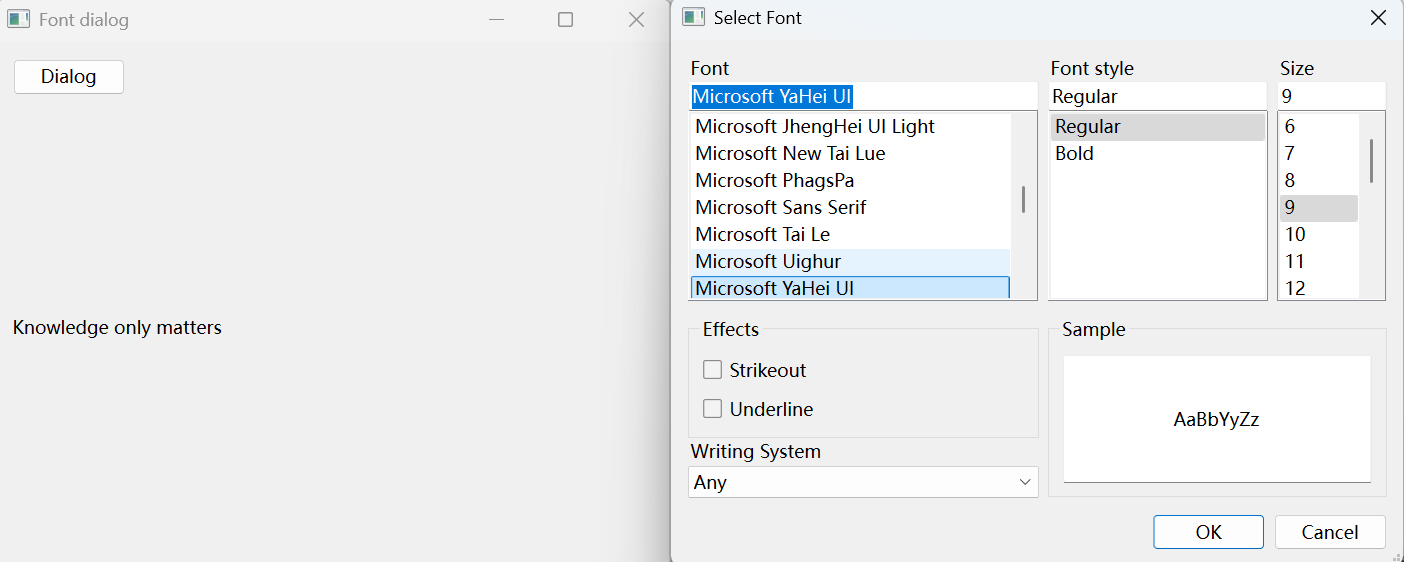 Font dialog
Dialog
Knowledge only matters
Select Font
Font
Microsoft YaHei UI
Microsoft JhengHei UI Light
Microsoft New Tai Lue
Microsoft PhagsPa
Microsoft Sans Serif
Microsoft Tai Le
Microsoft Uighur
Microsoft YaHei UI
Font style
Regular
Regular
Bold
Size
9
6
7
8
9
10
11
12
Effects
Strikeout
Underline
Writing System
Any
Sample
AaBbYyZz
OK
Cancel